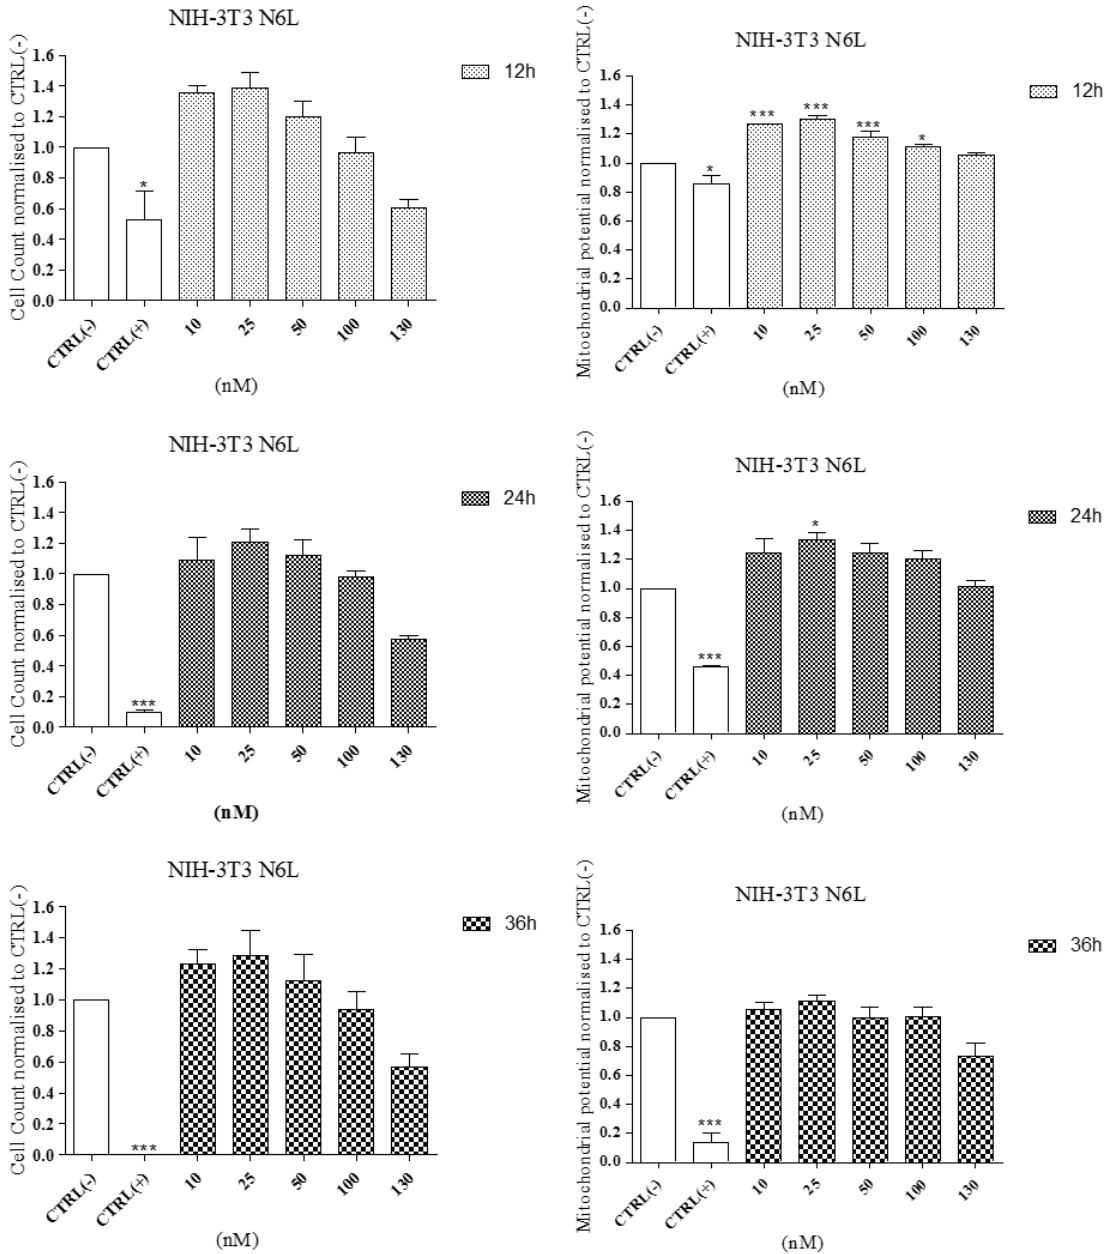 NIH-3T3 N6L
Cell Count normalised to CTRL(-)
1.6
1.4
1.2
1.0
0.8
0.6
0.4
0.2
0.0
*
CTRL(-)
CTRL(+)
10
25
50
100
130
(nM)
12h
NIH-3T3 N6L
Mitochondrial potential normalised to CTRL(-)
1.6
1.4
1.2
1.0
0.8
0.6
0.4
0.2
0.0
*
***
***
***
*
CTRL(-)
CTRL(+)
10
25
50
100
130
(nM)
12h
NIH-3T3 N6L
Cell Count normalised to CTRL(-)
1.6
1.4
1.2
1.0
0.8
0.6
0.4
0.2
0.0
***
CTRL(-)
CTRL(+)
10
25
50
100
130
(nM)
24h
NIH-3T3 N6L
Mitochondrial potential normalised to CTRL(-)
1.6
1.4
1.2
1.0
0.8
0.6
0.4
0.2
0.0
***
*
CTRL(-)
CTRL(+)
10
25
50
100
130
(nM)
24h
NIH-3T3 N6L
Cell Count normalised to CTRL(-)
1.6
1.4
1.2
1.0
0.8
0.6
0.4
0.2
0.0
***
CTRL(-)
CTRL(+)
10
25
50
100
130
(nM)
36h
NIH-3T3 N6L
Mitochondrial potential normalised to CTRL(-)
1.6
1.4
1.2
1.0
0.8
0.6
0.4
0.2
0.0
***
CTRL(-)
CTRL(+)
10
25
50
100
130
(nM)
36h